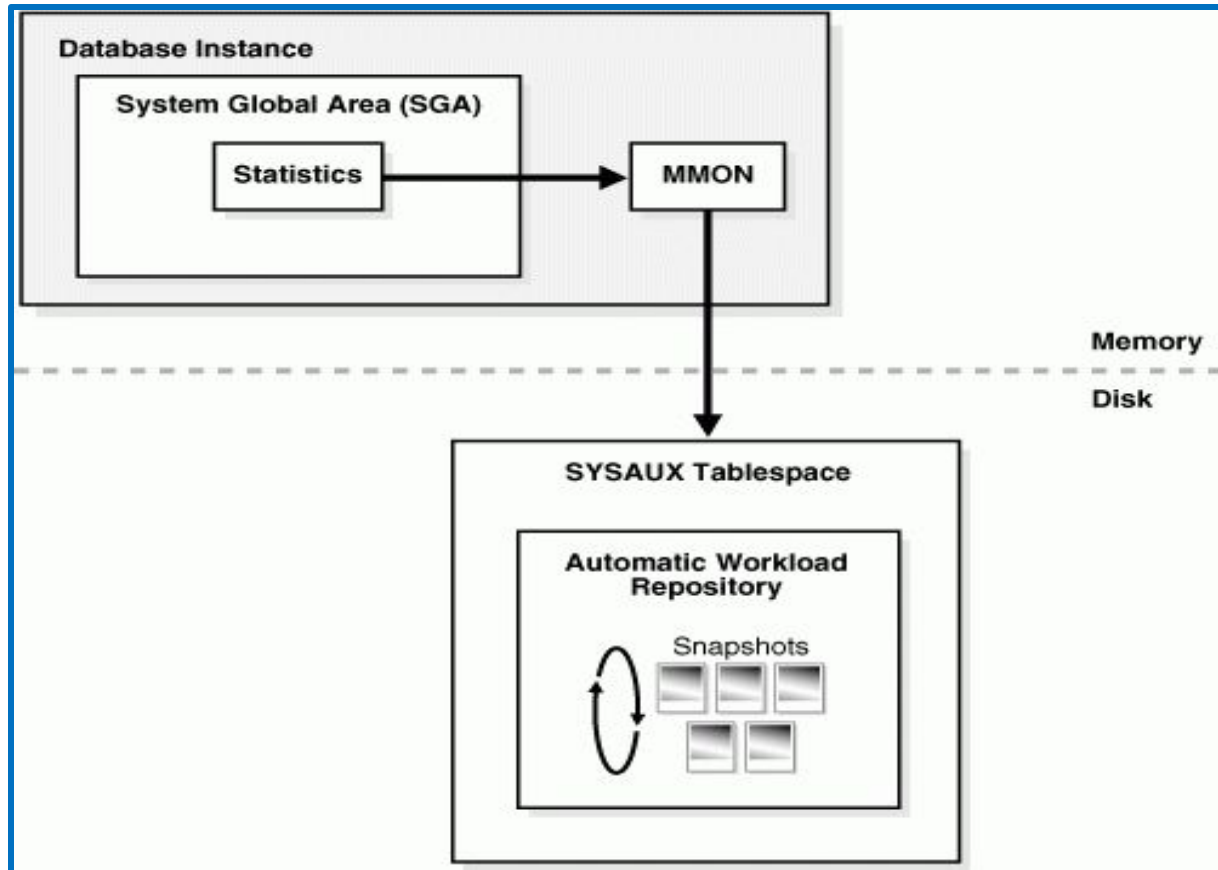 Database Instance
System Global Area (SGA)
Statistics
MMON
Memory
Disk
SYSAUX Tablespace
Automatic Workload
Repository
Snapshots